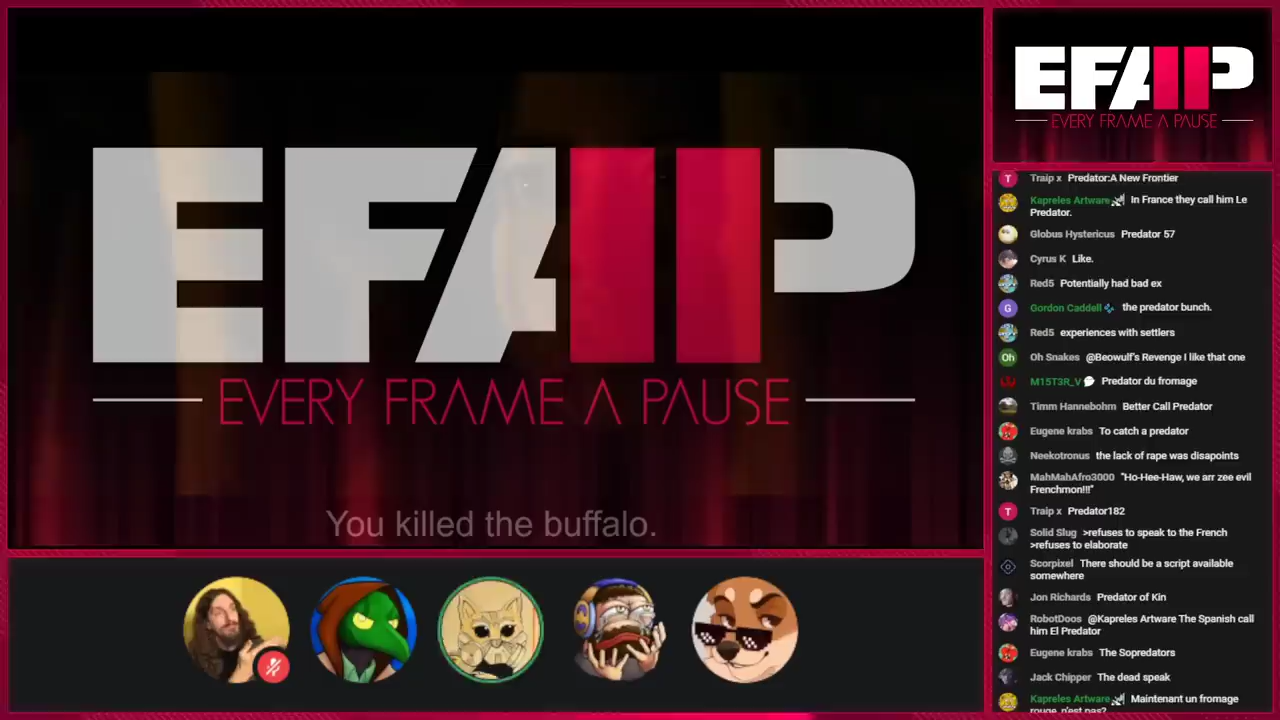 EFAP
EVERY FRAME A PAUSE
You killed the buffalo.
EFAP
EVERY FRAME A PAUSE
T Traip x Predator:A New Frontier
Kapreles Artware In France they call him Le
Predator.
Globus Hystericus Predator 57
Cyrus K Like.
Red5 Potentially had bad ex
G Gordon Caddell the predator bunch.
Red5 experiences with settlers
Oh Oh Snakes @Beowulf's Revenge I like that one
M15T3R_V Predator du fromage
Timm Hannebohm Better Call Predator
Eugene krabs To catch a predator
Neekotronus the lack of rape was disapoints
MahMahAfro3000 "Ho-Hee-Haw, we arr zee evil
Frenchmon!!!"
T Traip x Predator182
Solid Slug >refuses to speak to the French
>refuses to elaborate
Scorpixel There should be a script available
somewhere
Jon Richards Predator of Kin
RobotDoos @Kapreles Artware The Spanish call
him El Predator
Eugene krabs The Sopredators
Jack Chipper The dead speak
Kapreles Artware Maintenant un fromage
rouge, n'est pas?